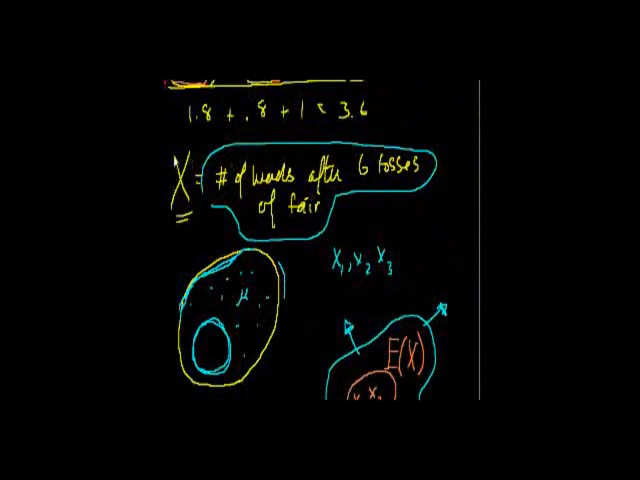 1.8 + .8 + 1 = 3.6
X = # of heads after 6 tosses
of fair
X₁, X₂ X₃
μ
E(X)